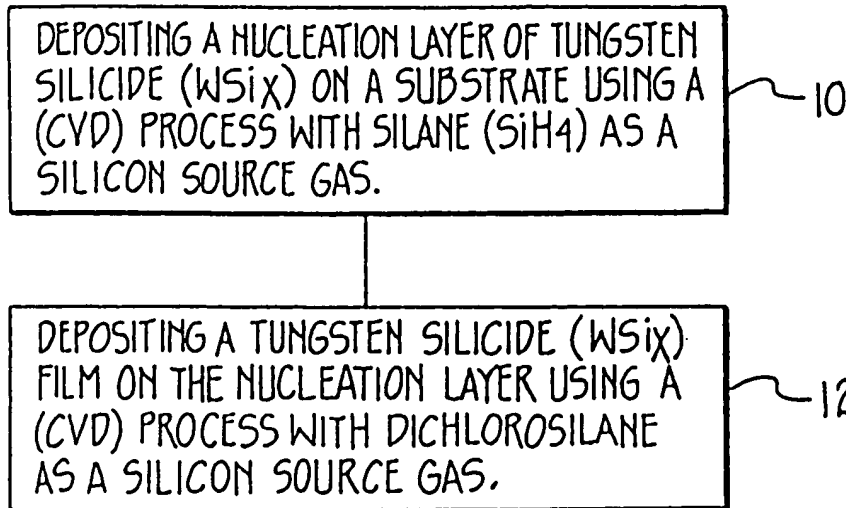 DEPOSITING A NUCLEATION LAYER OF TUNGSTEN
SILICIDE (WSiX) ON A SUBSTRATE USING A
(CVD) PROCESS WITH SILANE (SiH4) AS A
SILICON SOURCE GAS.
10
DEPOSITING A TUNGSTEN SILICIDE (WSiX)
FILM ON THE NUCLEATION LAYER USING A
(CVD) PROCESS WITH DICHLOROSILANE
AS A SILICON SOURCE GAS.
12